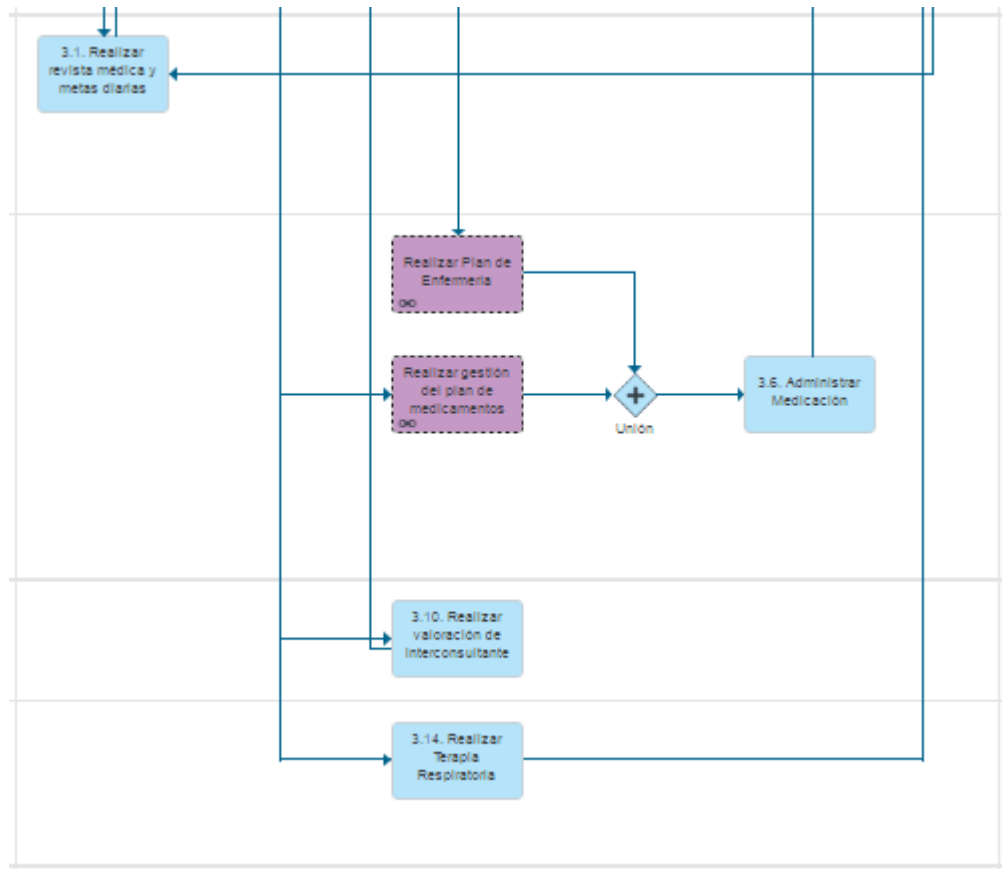 3.1. Realizar
revista médica y
metas diarias
Realizar Plan de
Enfermería
Realizar gestión
del plan de
medicamentos
Unión
3.6. Administrar
Medicación
3.10. Realizar
valoración de
interconsultante
3.14. Realizar
Terapia
Respiratoria